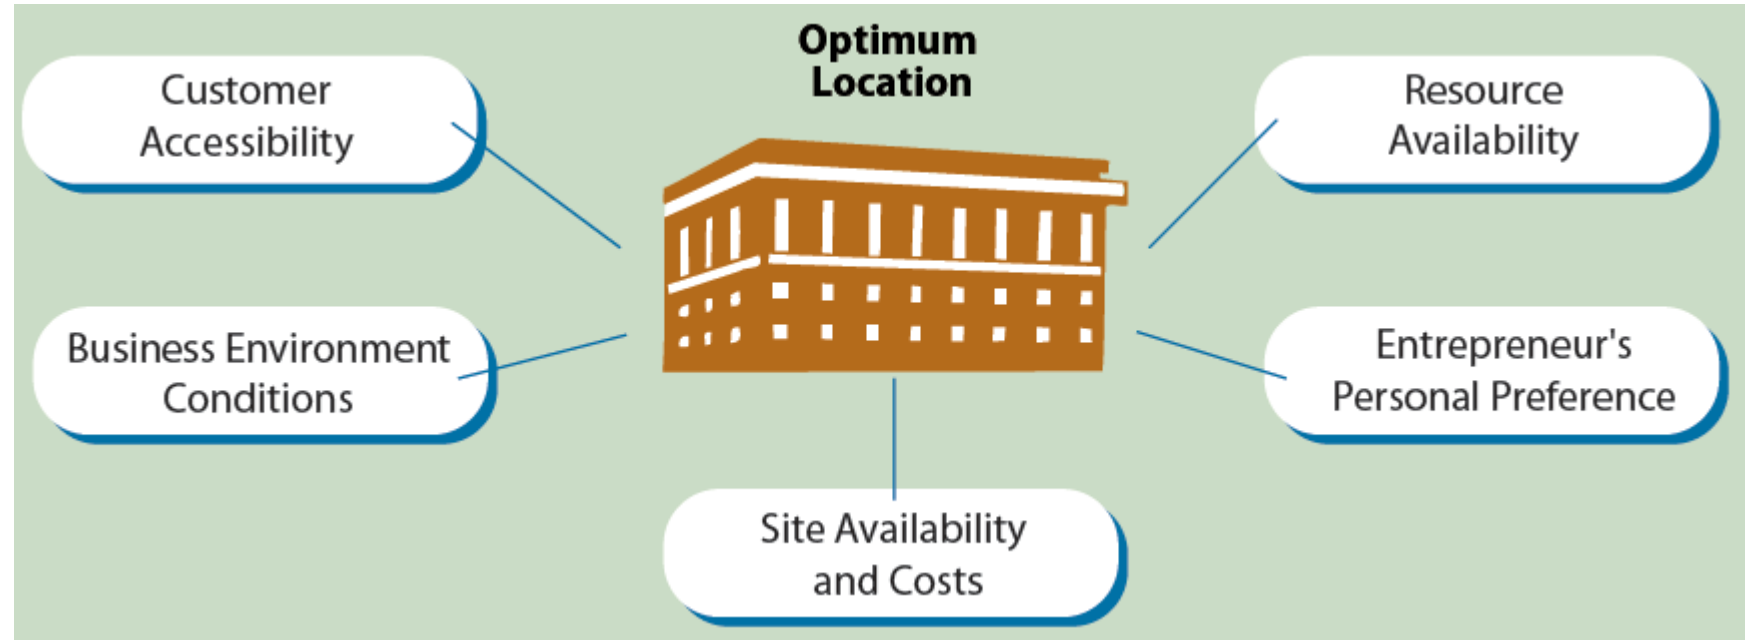 Optimum
Location
Customer
Accessibility
Resource
Availability
Business Environment
Conditions
Entrepreneur's
Personal Preference
Site Availability
and Costs